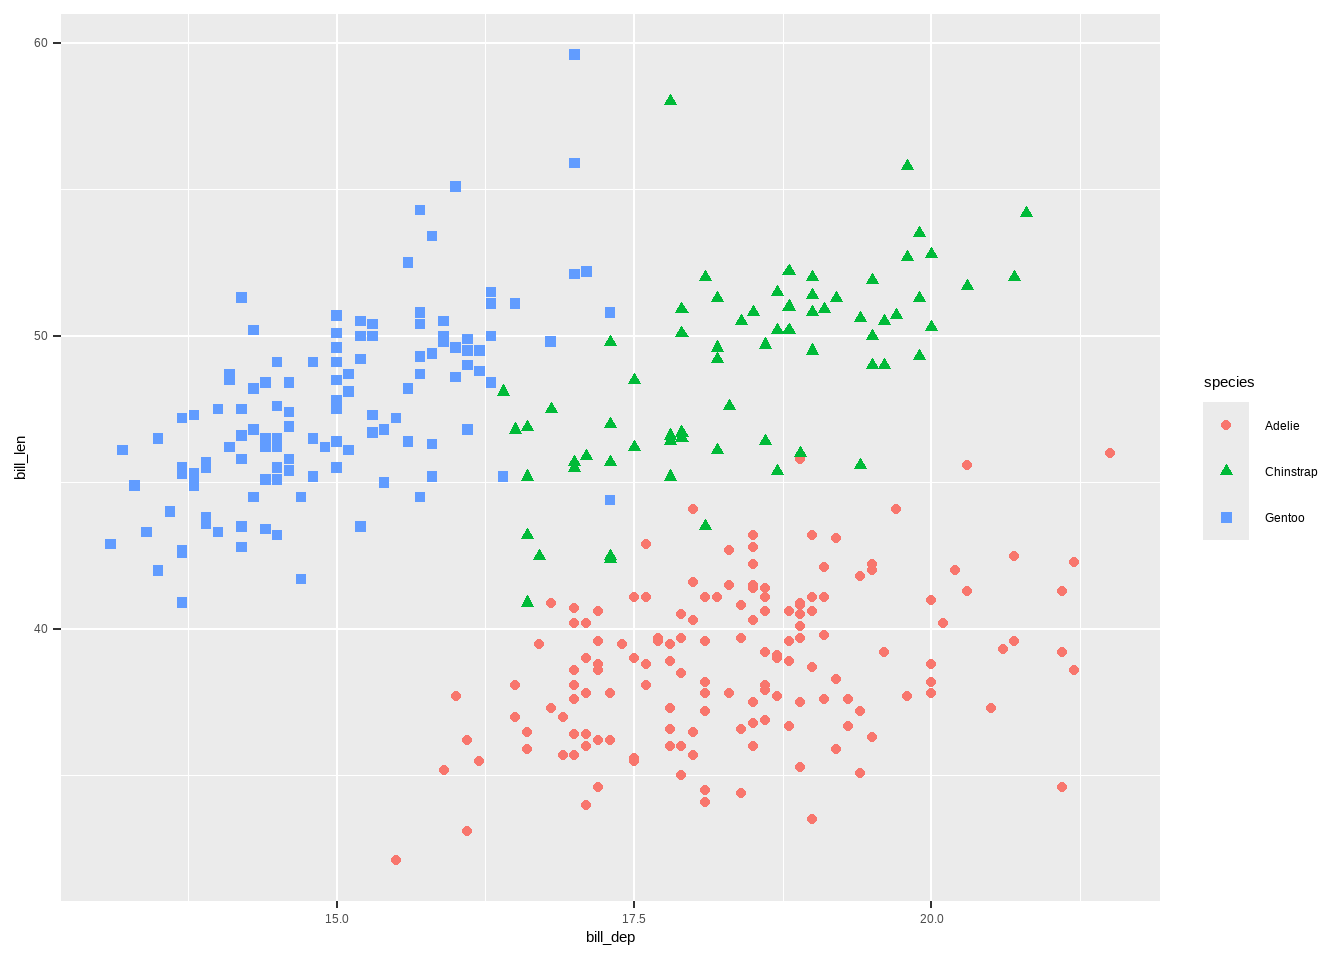 60
50
40
bill_len
15.0
17.5
20.0
bill_dep
species
Adelie
Chinstrap
Gentoo